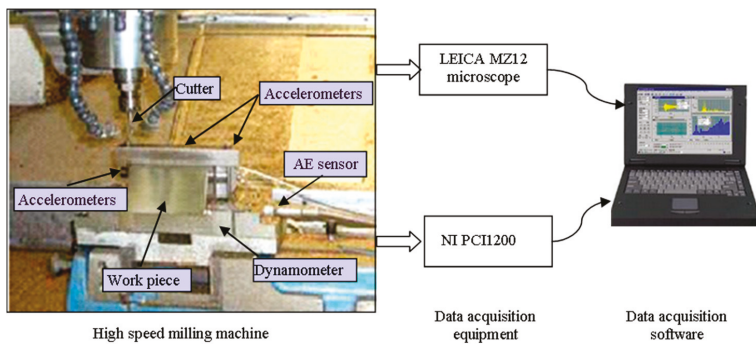 Cutter
Accelerometers
AE sensor
Accelerometers
Work piece
Dynamometer
High speed milling machine
LEICA MZ12
microscope
NI PCI1200
Data acquisition
equipment
Data acquisition
software